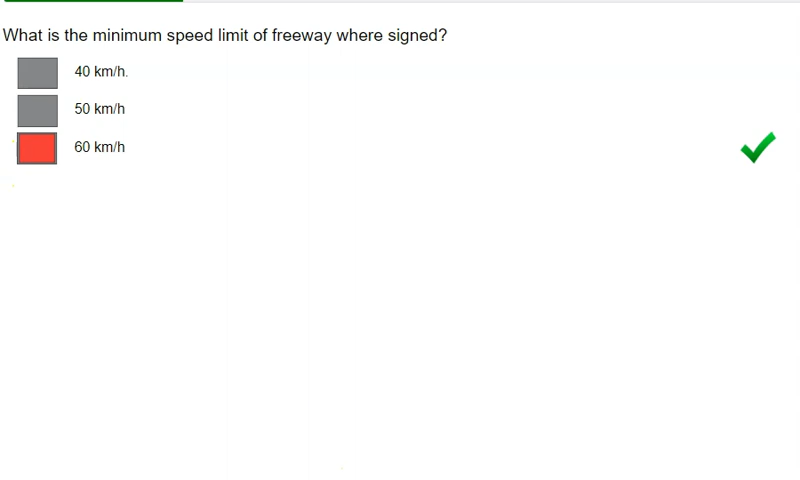 What is the minimum speed limit of freeway where signed?
40 km/h.
50 km/h
60 km/h